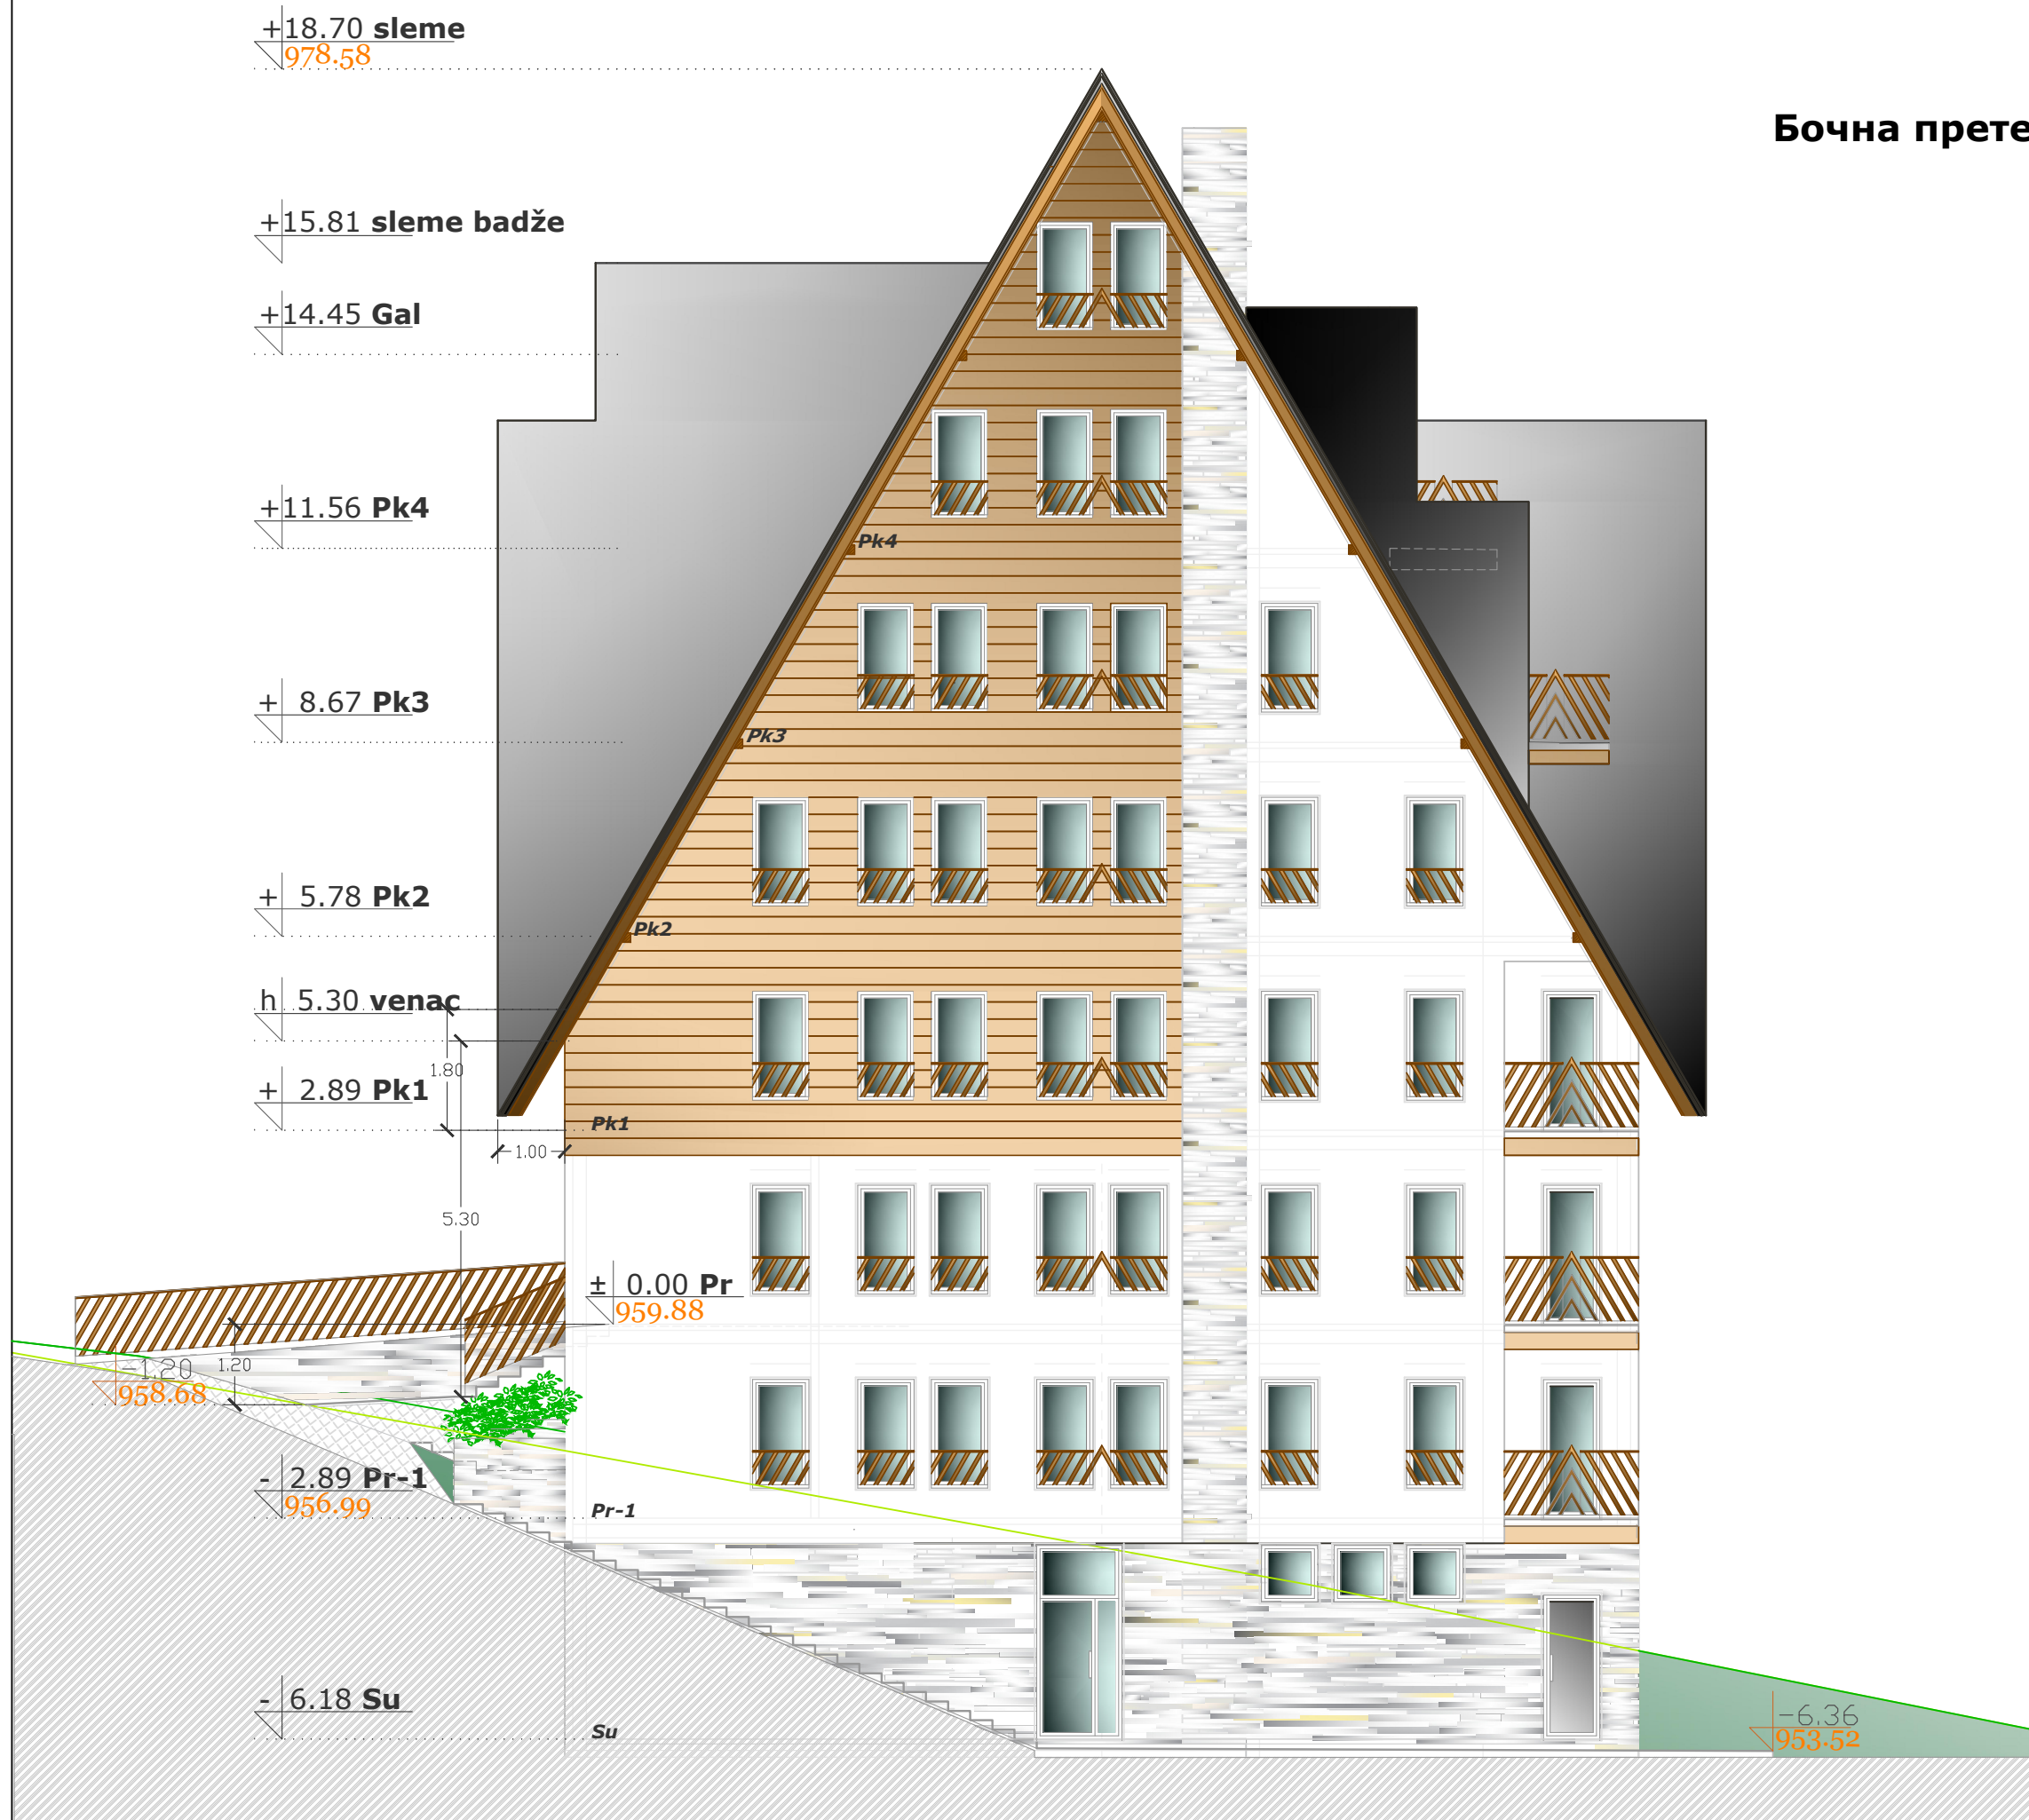 +18.70 sleme
978.58
Бочна прете
+15.81 sleme badže
+14.45 Gal
+11.56 Pk4
Pk4
+ 8.67 Pk3
Pk3
+ 5.78 Pk2
Pk2
h 5.30 venac
1.80
+ 2.89 Pk1
Pk1
1.00
5.30
± 0.00 Pr
959.88
-1.20
1.20
958.68
- 2.89 Pr-1
956.99
Pr-1
- 6.18 Su
Su
-6.36
953.52